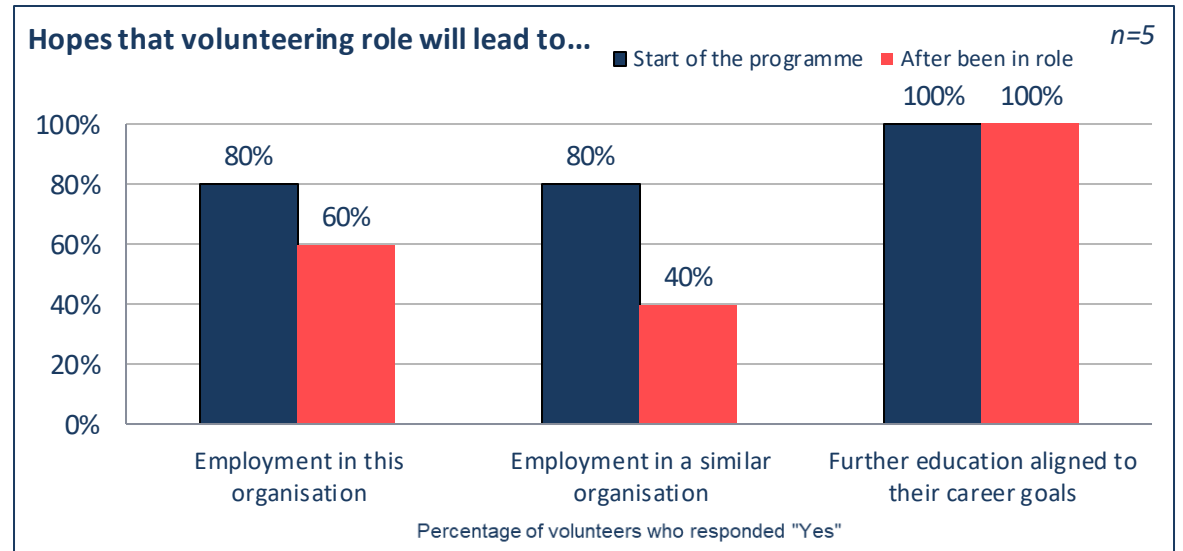 Hopes that volunteering role will lead to...
n=5
Start of the programme After been in role
100% 100%
100%
80% 80%
80%
60%
60%
40%
40%
20%
0%
Employment in this
organisation
Employment in a similar
organisation
Further education aligned to
their career goals
Percentage of volunteers who responded "Yes"